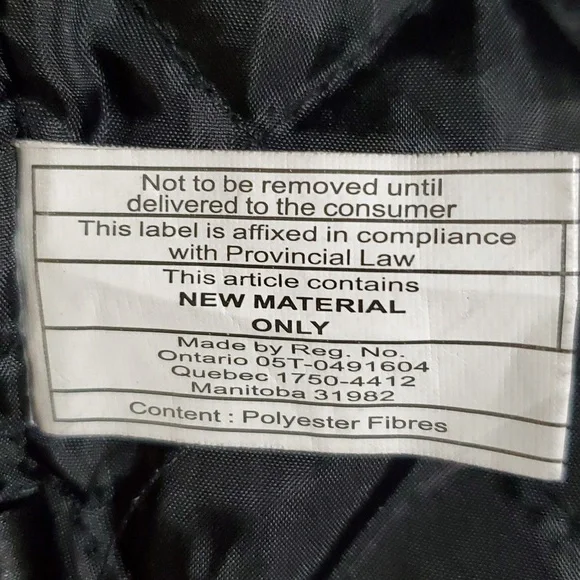 Not to be removed until
delivered to the consumer
This label is affixed in compliance
with Provincial Law
This article contains
NEW MATERIAL
ONLY
Made by Reg. No.
Ontario 05T-0491604
Quebec 1750-4412
Manitoba 31982
Content : Polyester Fibres